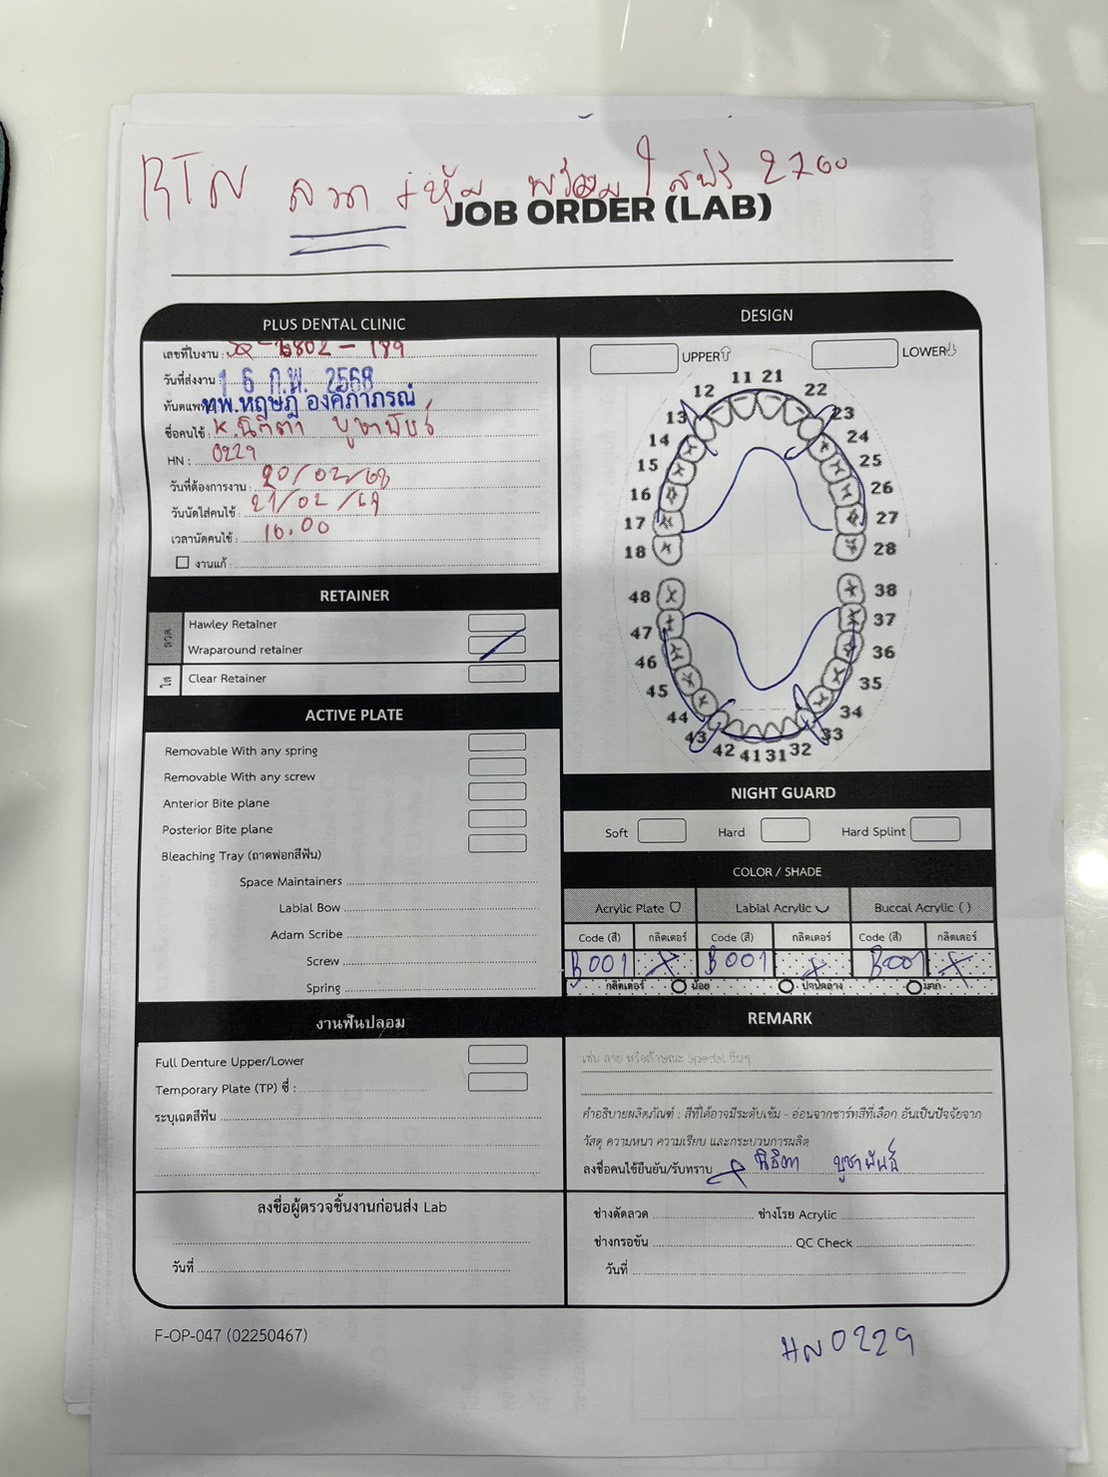 RTN ลวด +หุ้ม พร้อม 2700
JOB ORDER (LAB)
PLUS DENTAL CLINIC
เลขที่ใบงาน : -6802-189
วันที่ส่งงาน : 16 ก.พ. 2568
ทันตแพทย์ ทพ.หฤษฎ์ องคภาภรณ์
ชื่อคนไข้ : K.นิธิตา บูชาพันธ์
HN : 0229
วันที่ต้องการงาน : 20/02/68
วันนัดใส่คนไข้ : 21/02/68
เวลานัดคนไข้ : 16.00
งานแก้ :
DESIGN
UPPER LOWER
11 21
12 22
13 23
14 24
15 25
16 26
17 27
18 28
48 38
47 37
46 36
45 35
44 34
43 33
42 41 31 32
RETAINER
ลวด
Hawley Retainer
Wraparound retainer
ใส
Clear Retainer
ACTIVE PLATE
Removable With any spring
Removable With any screw
Anterior Bite plane
Posterior Bite plane
Bleaching Tray (ถาดฟอกสีฟัน)
Space Maintainers
Labial Bow
Adam Scribe
Screw
Spring
NIGHT GUARD
Soft Hard Hard Splint
COLOR / SHADE
Acrylic Plate Labial Acrylic Buccal Acrylic ( )
Code (สี) กลิตเตอร์ Code (สี) กลิตเตอร์ Code (สี) กลิตเตอร์
B001 X B001 X B001 X
กลิตเตอร์ น้อย ปานกลาง มาก
งานฟันปลอม
Full Denture Upper/Lower
Temporary Plate (TP) ซี่ :
ระบุเฉดสีฟัน
REMARK
เช่น ลาย หรือลักษณะ Special อื่นๆ
คำอธิบายผลิตภัณฑ์ : สีที่ได้อาจมีระดับเข้ม - อ่อนจากชาร์ทสีที่เลือก อันเป็นปัจจัยจาก
วัสดุ ความหนา ความเรียบ และกระบวนการผลิต
ลงชื่อคนไข้ยืนยัน/รับทราบ นิธิตา บูชาพันธ์
ลงชื่อผู้ตรวจชิ้นงานก่อนส่ง Lab
วันที่
ช่างดัดลวด ช่างโรย Acrylic
ช่างกรอขัน QC Check
วันที่
F-OP-047 (02250467)
HN0229